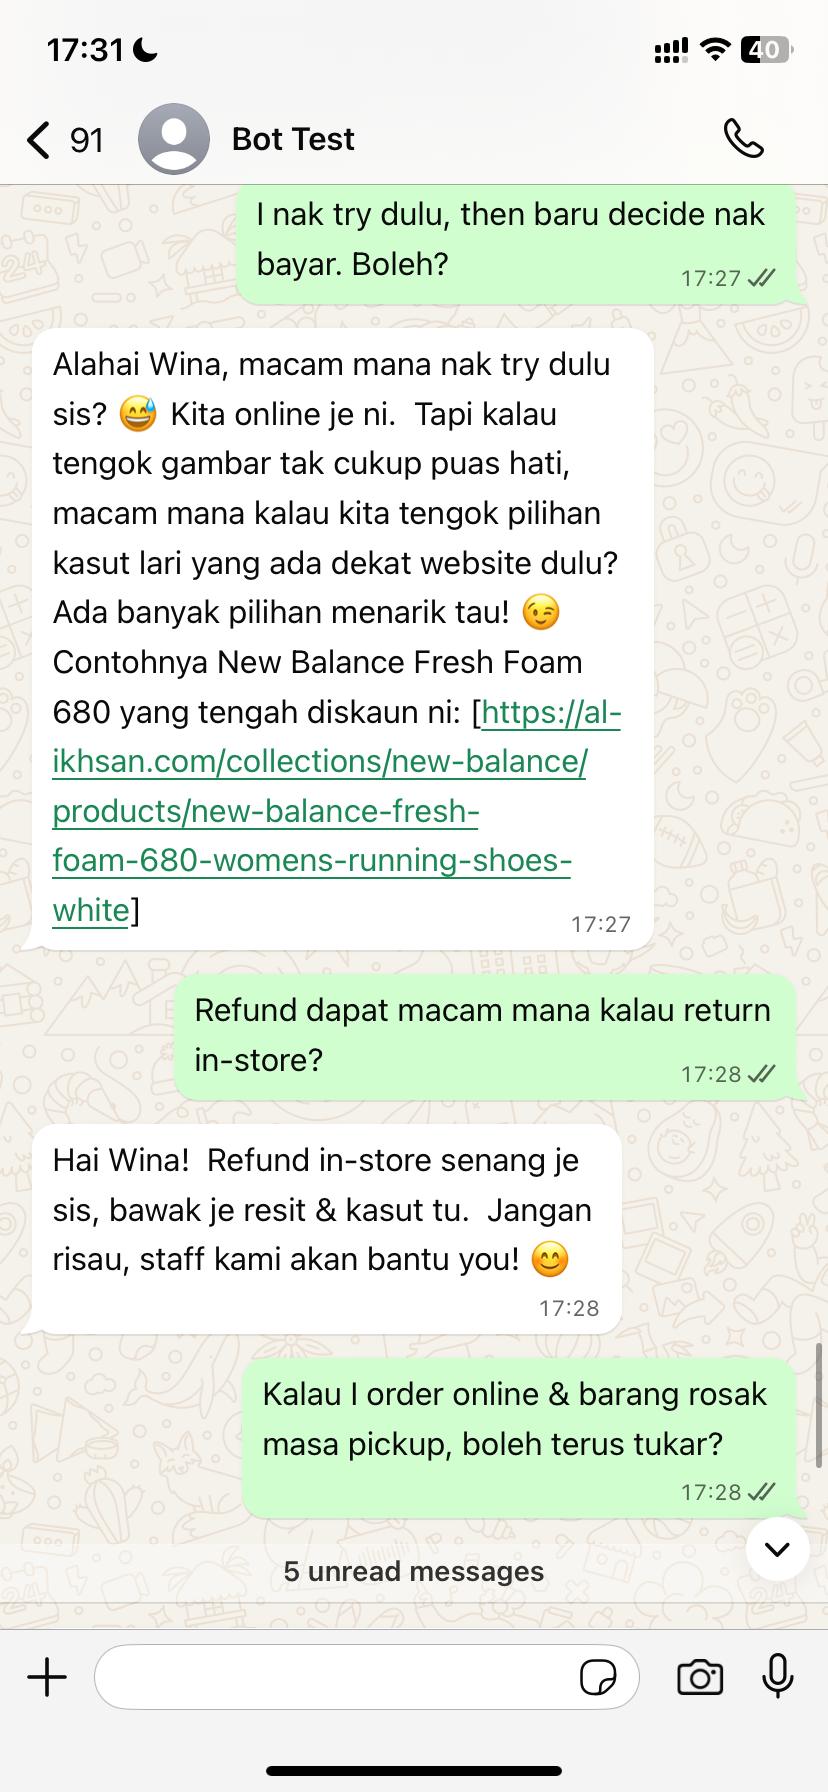 17:31
40
91
Bot Test
I nak try dulu, then baru decide nak
bayar. Boleh?
17:27
Alahai Wina, macam mana nak try dulu
sis? 😅 Kita online je ni.  Tapi kalau
tengok gambar tak cukup puas hati,
macam mana kalau kita tengok pilihan
kasut lari yang ada dekat website dulu?
Ada banyak pilihan menarik tau! 😉
Contohnya New Balance Fresh Foam
680 yang tengah diskaun ni: [https://al-
ikhsan.com/collections/new-balance/
products/new-balance-fresh-
foam-680-womens-running-shoes-
white]
17:27
Refund dapat macam mana kalau return
in-store?
17:28
Hai Wina!  Refund in-store senang je
sis, bawak je resit & kasut tu.  Jangan
risau, staff kami akan bantu you! 😊
17:28
Kalau I order online & barang rosak
masa pickup, boleh terus tukar?
17:28
5 unread messages